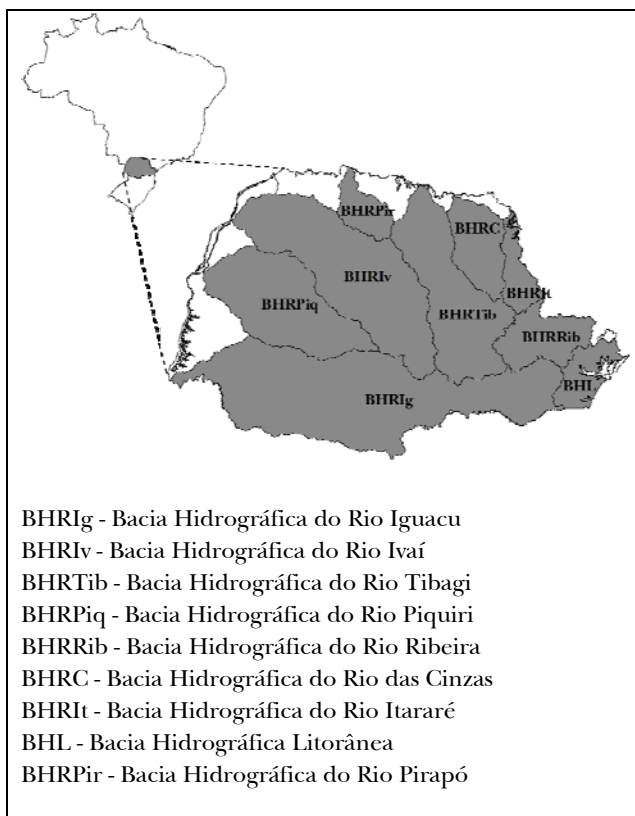 BHRPir
BHRC
BHRIv
BHRIt
BHRPiq
BHRTib
BHRRib
BHL
BHRIg
BHRIg - Bacia Hidrográfica do Rio Iguacu
BHRIv - Bacia Hidrográfica do Rio Ivaí
BHRTib - Bacia Hidrográfica do Rio Tibagi
BHRPiq - Bacia Hidrográfica do Rio Piquiri
BHRRib - Bacia Hidrográfica do Rio Ribeira
BHRC - Bacia Hidrográfica do Rio das Cinzas
BHRIt - Bacia Hidrográfica do Rio Itararé
BHL - Bacia Hidrográfica Litorânea
BHRPir - Bacia Hidrográfica do Rio Pirapó